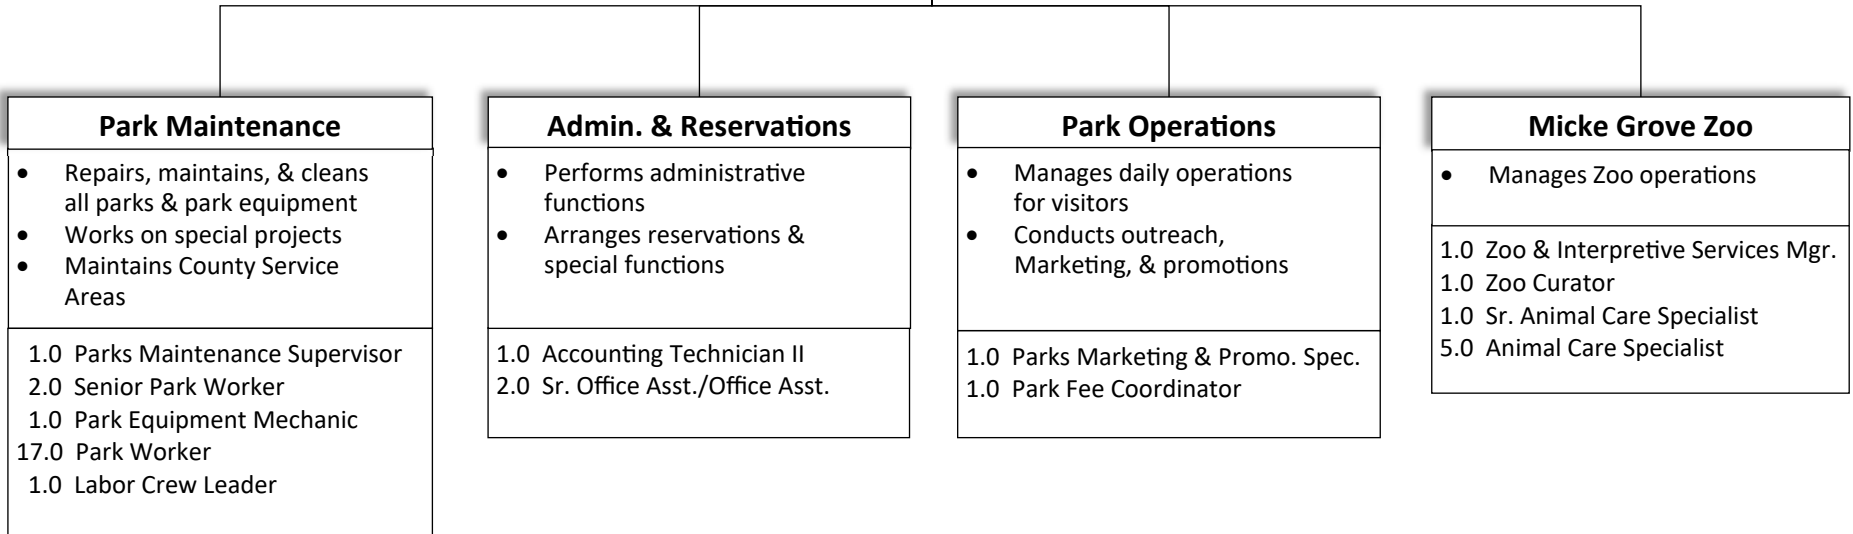 Park Maintenance
• Repairs, maintains, & cleans
all parks & park equipment
• Works on special projects
• Maintains County Service
Areas
1.0 Parks Maintenance Supervisor
2.0 Senior Park Worker
1.0 Park Equipment Mechanic
17.0 Park Worker
1.0 Labor Crew Leader
Admin. & Reservations
• Performs administrative
functions
• Arranges reservations &
special functions
1.0 Accounting Technician II
2.0 Sr. Office Asst./Office Asst.
Park Operations
• Manages daily operations
for visitors
• Conducts outreach,
Marketing, & promotions
1.0 Parks Marketing & Promo. Spec.
1.0 Park Fee Coordinator
Micke Grove Zoo
• Manages Zoo operations
1.0 Zoo & Interpretive Services Mgr.
1.0 Zoo Curator
1.0 Sr. Animal Care Specialist
5.0 Animal Care Specialist